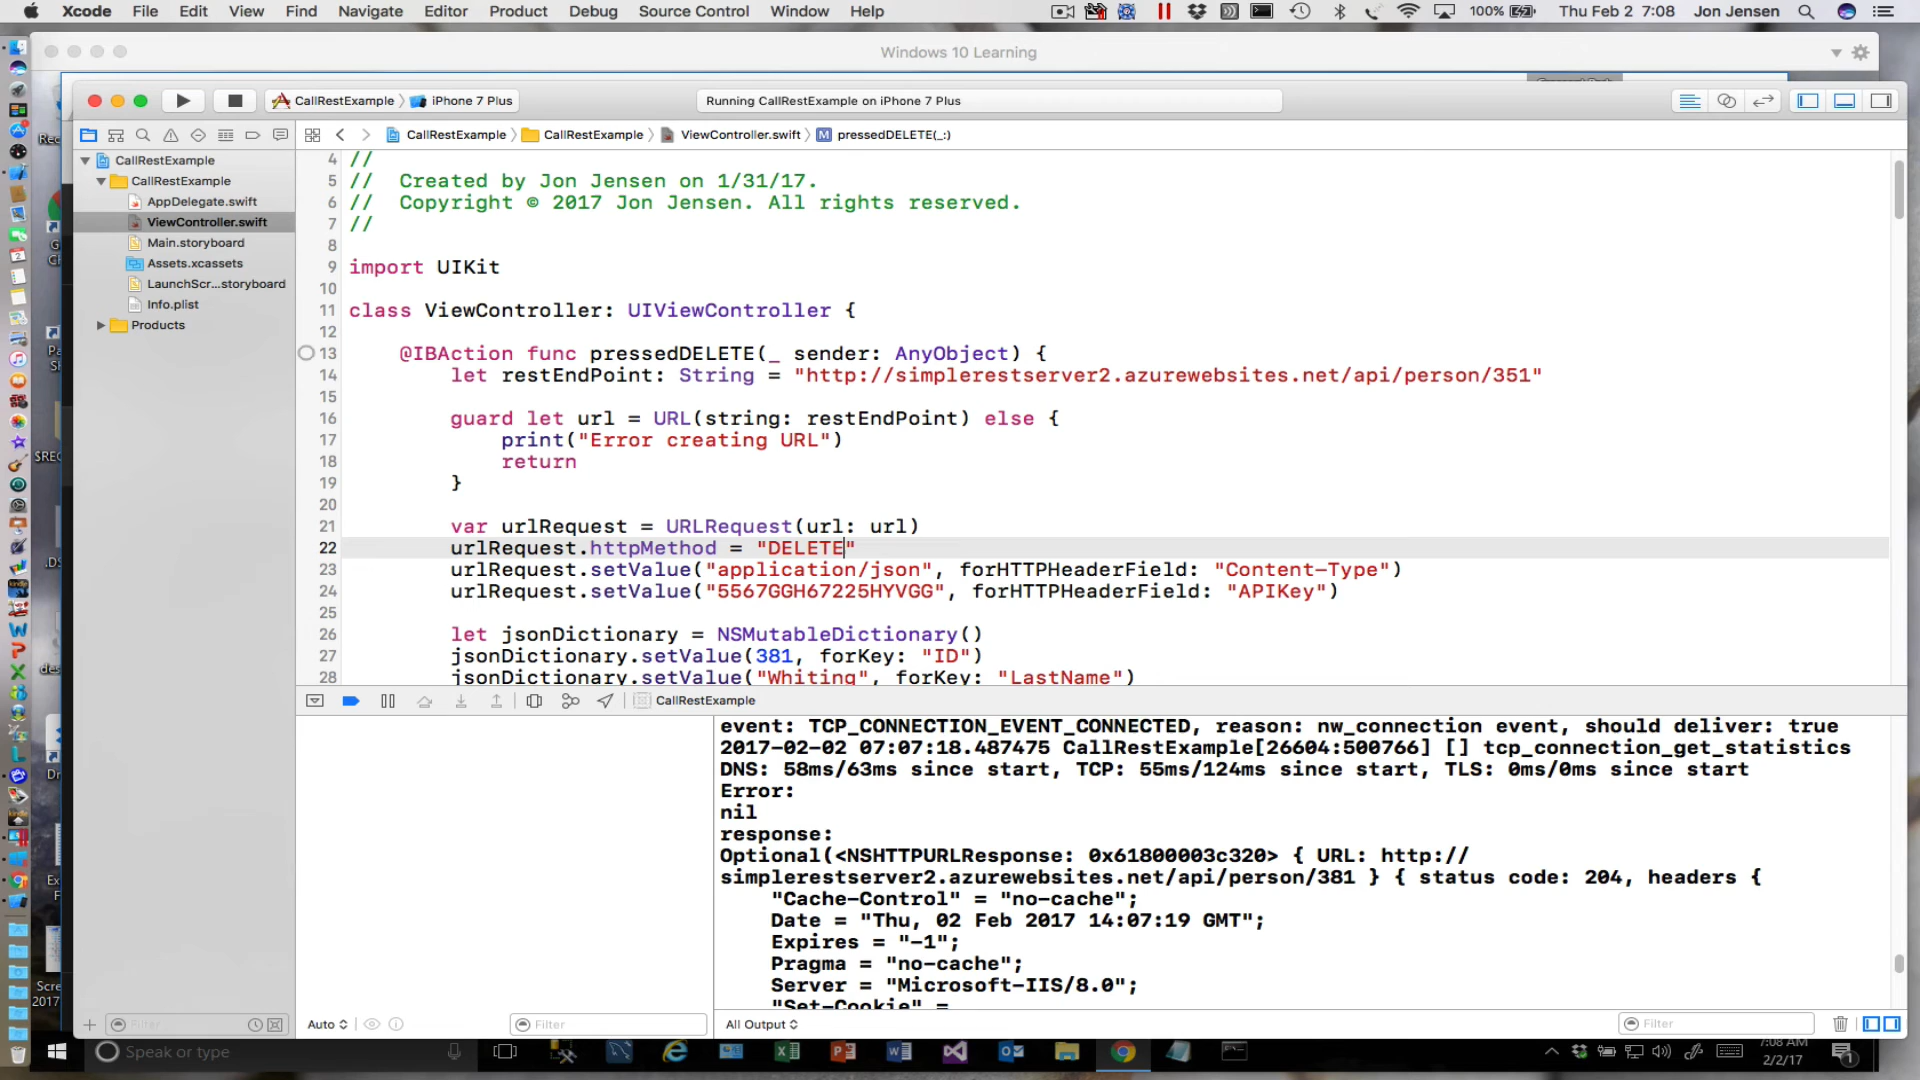 Xcode File Edit View Find Navigate Editor Product Debug Source Control Window Help 100% Thu Feb 2 7:08 Jon Jensen
Windows 10 Learning
CallRestExample iPhone 7 Plus Running CallRestExample on iPhone 7 Plus
CallRestExample CallRestExample ViewController.swift M pressedDELETE(_:)
CallRestExample
CallRestExample
AppDelegate.swift
ViewController.swift
Main.storyboard
Assets.xcassets
LaunchScr...storyboard
Info.plist
Products
4 //
5 // Created by Jon Jensen on 1/31/17.
6 // Copyright © 2017 Jon Jensen. All rights reserved.
7 //
8
9 import UIKit
10
11 class ViewController: UIViewController {
12
13 @IBAction func pressedDELETE(_ sender: AnyObject) {
14 let restEndPoint: String = "http://simplerestserver2.azurewebsites.net/api/person/351"
15
16 guard let url = URL(string: restEndPoint) else {
17 print("Error creating URL")
18 return
19 }
20
21 var urlRequest = URLRequest(url: url)
22 urlRequest.httpMethod = "DELETE"
23 urlRequest.setValue("application/json", forHTTPHeaderField: "Content-Type")
24 urlRequest.setValue("5567GGH67225HYVGG", forHTTPHeaderField: "APIKey")
25
26 let jsonDictionary = NSMutableDictionary()
27 jsonDictionary.setValue(381, forKey: "ID")
28 jsonDictionary.setValue("Whiting", forKey: "LastName")
CallRestExample
event: TCP_CONNECTION_EVENT_CONNECTED, reason: nw_connection event, should deliver: true
2017-02-02 07:07:18.487475 CallRestExample[26604:500766] [] tcp_connection_get_statistics
DNS: 58ms/63ms since start, TCP: 55ms/124ms since start, TLS: 0ms/0ms since start
Error:
nil
response:
Optional(<NSHTTPURLResponse: 0x61800003c320> { URL: http://
simplerestserver2.azurewebsites.net/api/person/381 } { status code: 204, headers {
"Cache-Control" = "no-cache";
Date = "Thu, 02 Feb 2017 14:07:19 GMT";
Expires = "-1";
Pragma = "no-cache";
Server = "Microsoft-IIS/8.0";
"Set-Cookie" =
Filter Auto Filter All Output Filter
Speak or type
7:08 AM
2/2/17